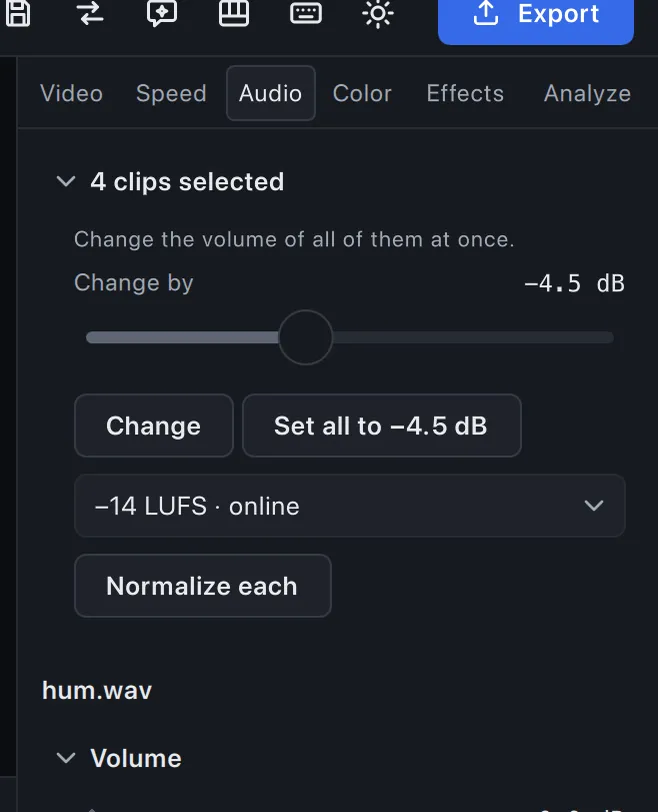 Export
Video Speed Audio Color Effects Analyze
4 clips selected
Change the volume of all of them at once.
Change by −4.5 dB
Change Set all to −4.5 dB
−14 LUFS · online
Normalize each
hum.wav
Volume